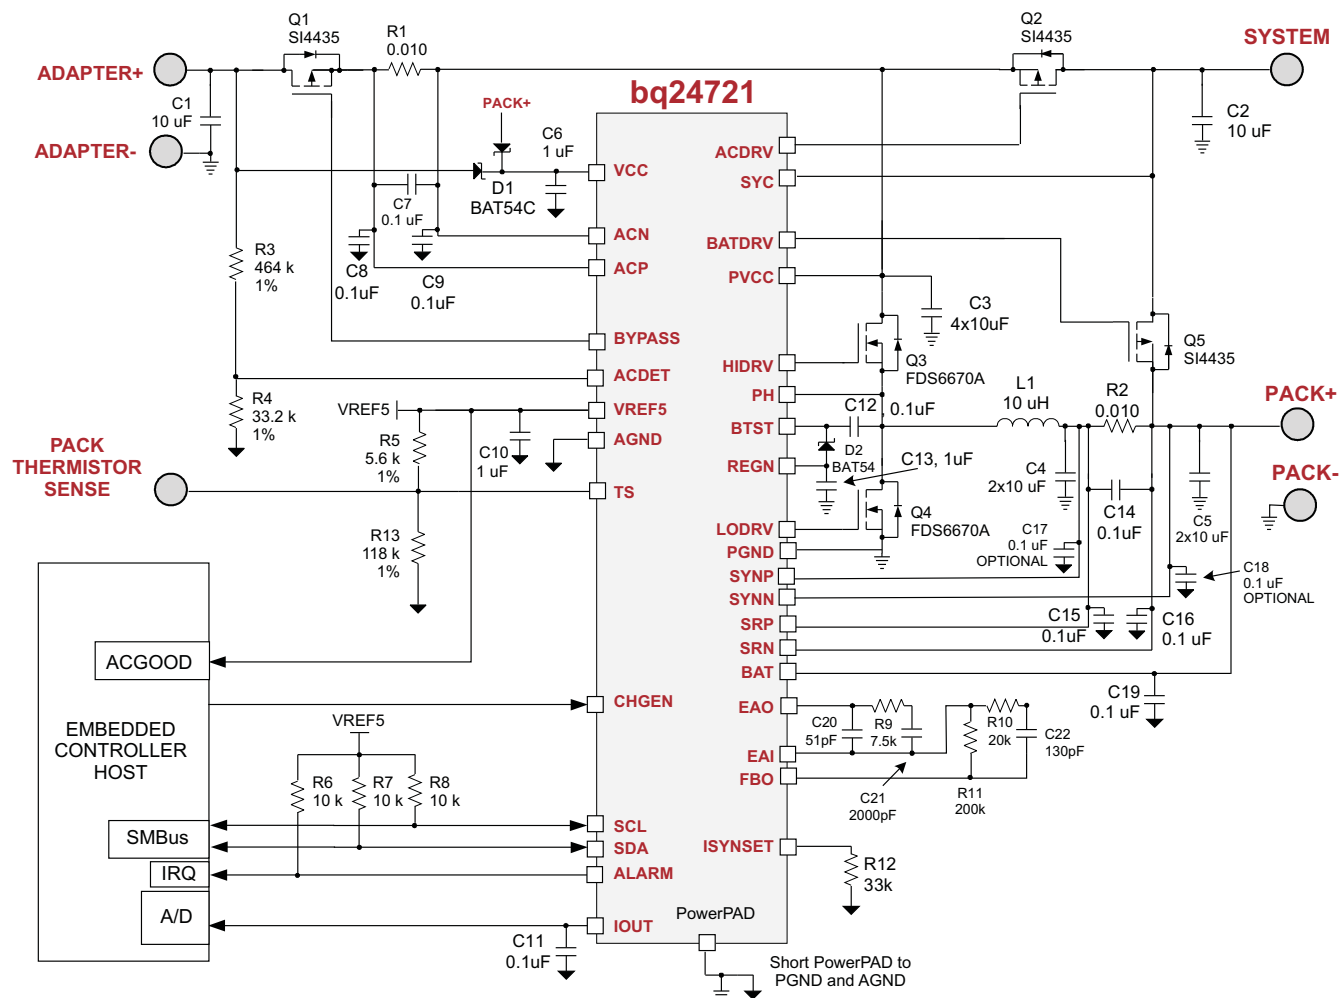 Q1
SI4435
R1
0.010
Q2
SI4435
SYSTEM
ADAPTER+
C1
10 uF
ADAPTER-
bq24721
PACK+
C6
1 uF
C2
10 uF
D1
BAT54C
C7
0.1 uF
VCC
ACDRV
SYC
R3
464 k
1%
C8
0.1uF
C9
0.1uF
ACN
ACP
BATDRV
PVCC
C3
4x10uF
BYPASS
HIDRV
Q3
FDS6670A
Q5
SI4435
ACDET
PH
R4
33.2 k
1%
VREF5
VREF5
R5
5.6 k
1%
C10
1 uF
AGND
BTST
C12
0.1uF
L1
10 uH
R2
0.010
PACK+
D2
BAT54
REGN
C13, 1uF
C4
2x10 uF
C14
0.1uF
C5
2x10 uF
PACK-
PACK
THERMISTOR
SENSE
TS
LODRV
Q4
FDS6670A
PGND
C17
0.1 uF
OPTIONAL
C18
0.1 uF
OPTIONAL
R13
118 k
1%
SYNP
SYNN
SRP
SRN
BAT
C15
0.1uF
C16
0.1 uF
C19
0.1 uF
ACGOOD
CHGEN
EMBEDDED
CONTROLLER
HOST
VREF5
R6
10 k
R7
10 k
R8
10 k
EAO
EAI
FBO
C20
51pF
R9
7.5k
R10
20k
C22
130pF
C21
2000pF
R11
200k
SMBus
SCL
SDA
IRQ
ALARM
ISYNSET
R12
33k
A/D
IOUT
C11
0.1uF
PowerPAD
Short PowerPAD to
PGND and AGND